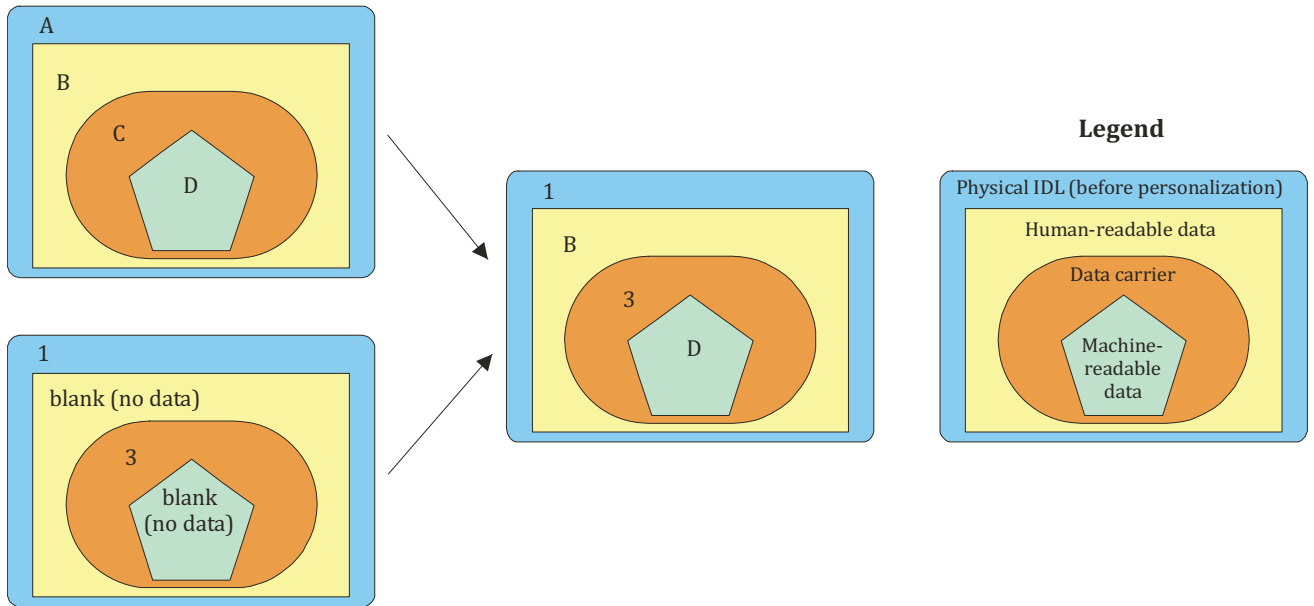 A
B
C
D
1
blank (no data)
3
blank
(no data)
1
B
3
D
Legend
Physical IDL (before personalization)
Human-readable data
Data carrier
Machine-
readable
data